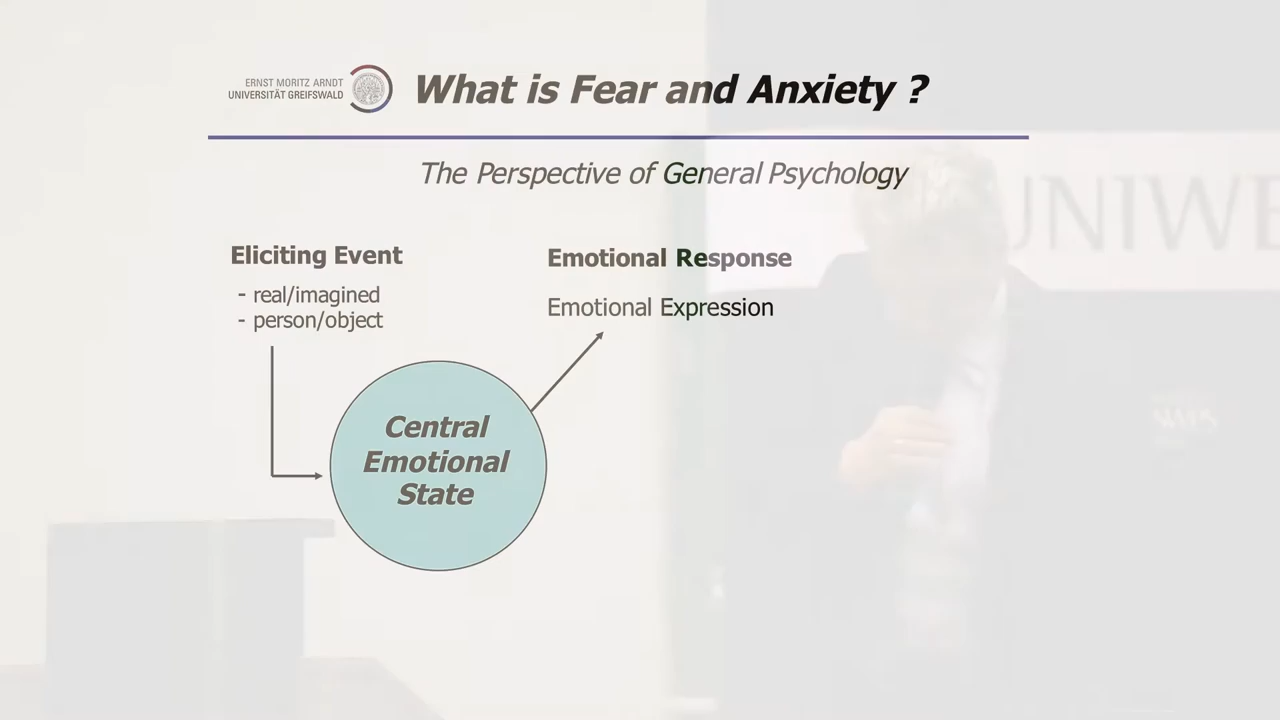 ERNST MORITZ ARNDT
UNIVERSITÄT GREIFSWALD
What is Fear and Anxiety ?
The Perspective of General Psychology
Eliciting Event
- real/imagined
- person/object
Emotional Response
Emotional Expression
Central
Emotional
State
UNIWE